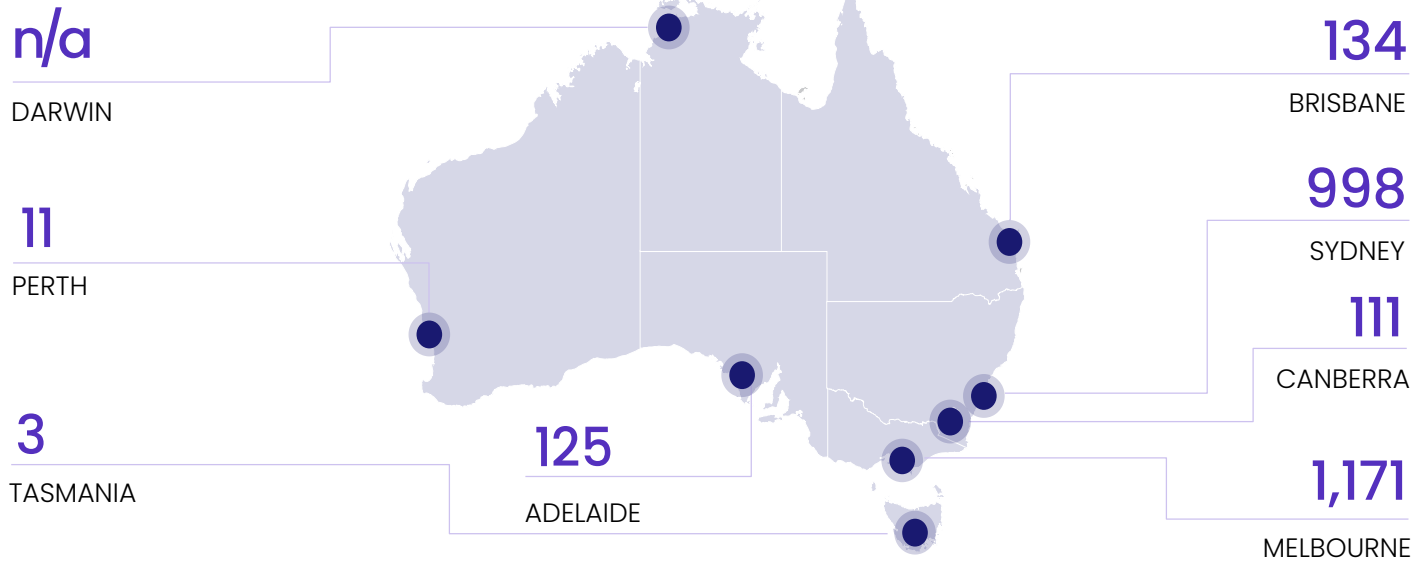 n/a
DARWIN
11
PERTH
3
TASMANIA
125
ADELAIDE
134
BRISBANE
998
SYDNEY
111
CANBERRA
1,171
MELBOURNE